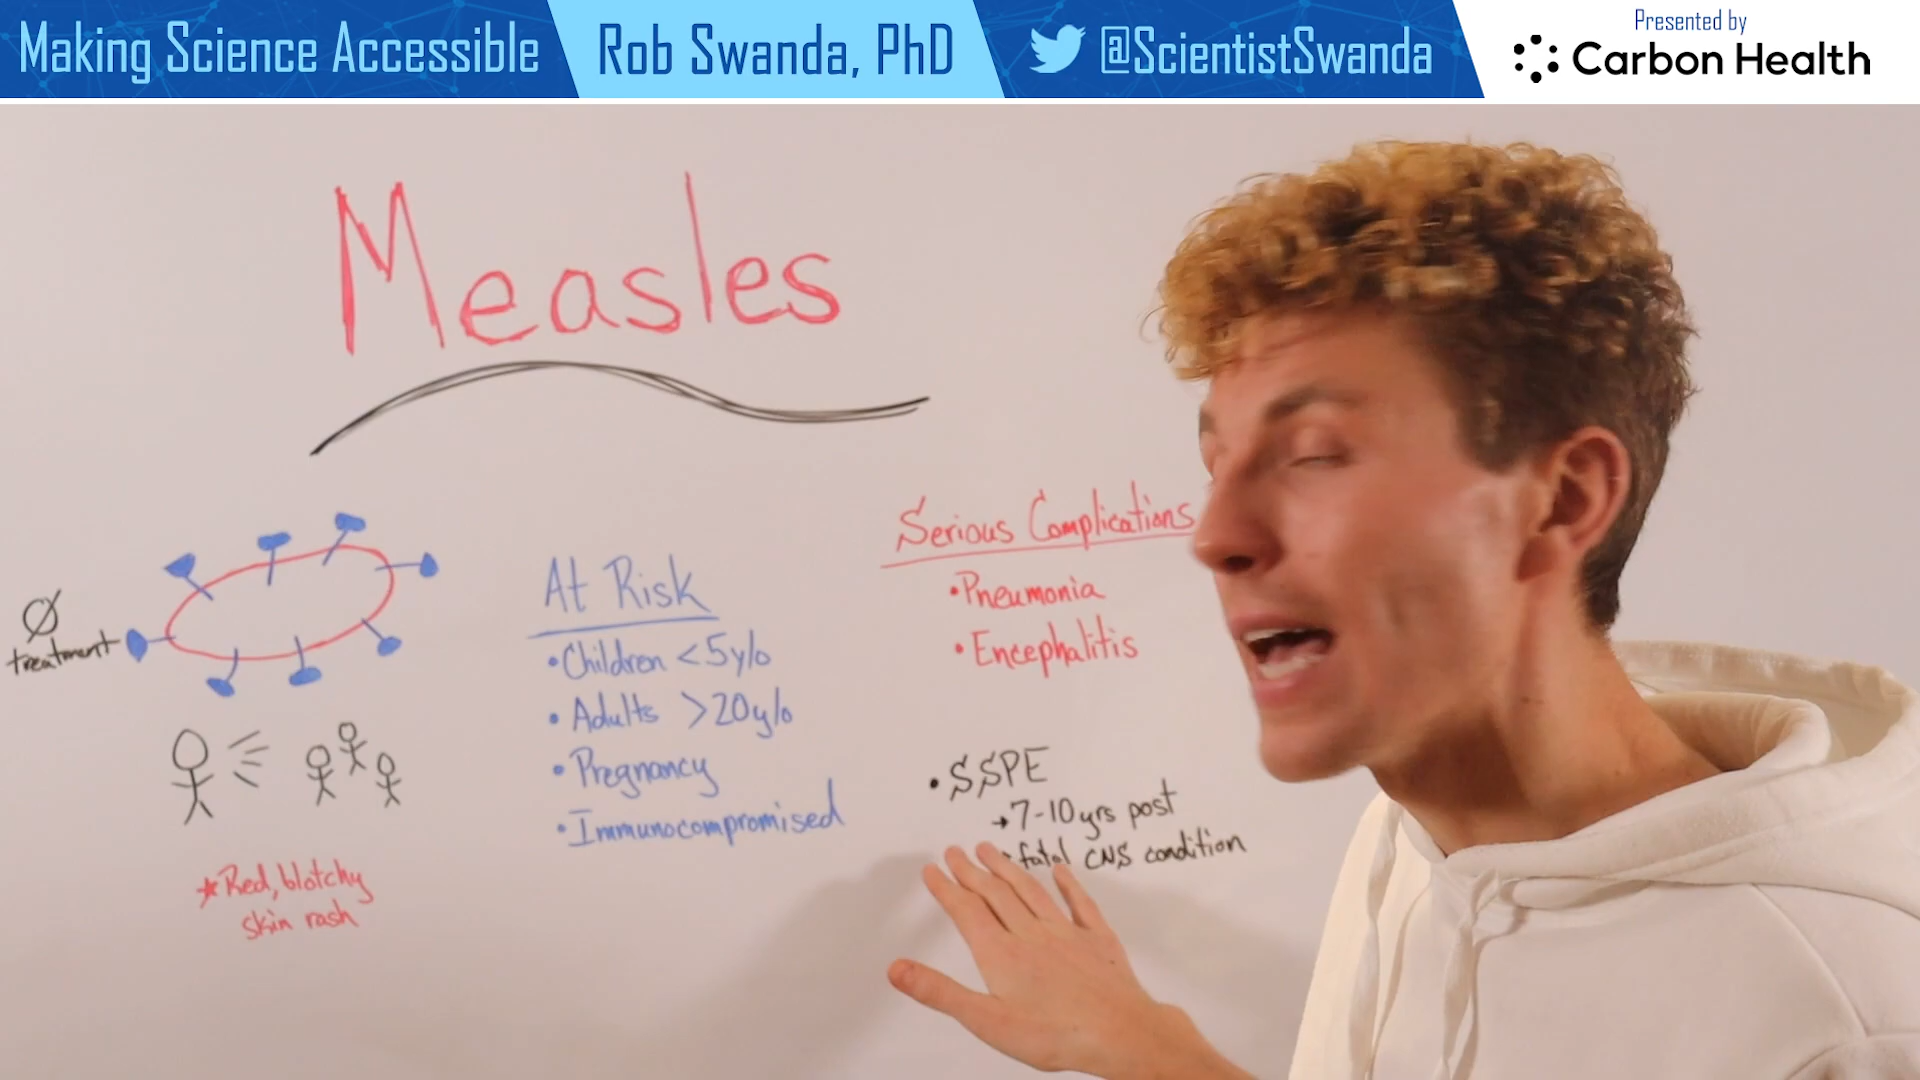 Making Science Accessible
Rob Swanda, PhD
@ScientistSwanda
Presented by
Carbon Health
Measles
Ø
treatment
★Red, blotchy
skin rash
At Risk
•Children <5y/o
•Adults >20y/o
•Pregnancy
•Immunocompromised
Serious Complications
•Pneumonia
•Encephalitis
•SSPE
→7-10yrs post
fatal CNS condition